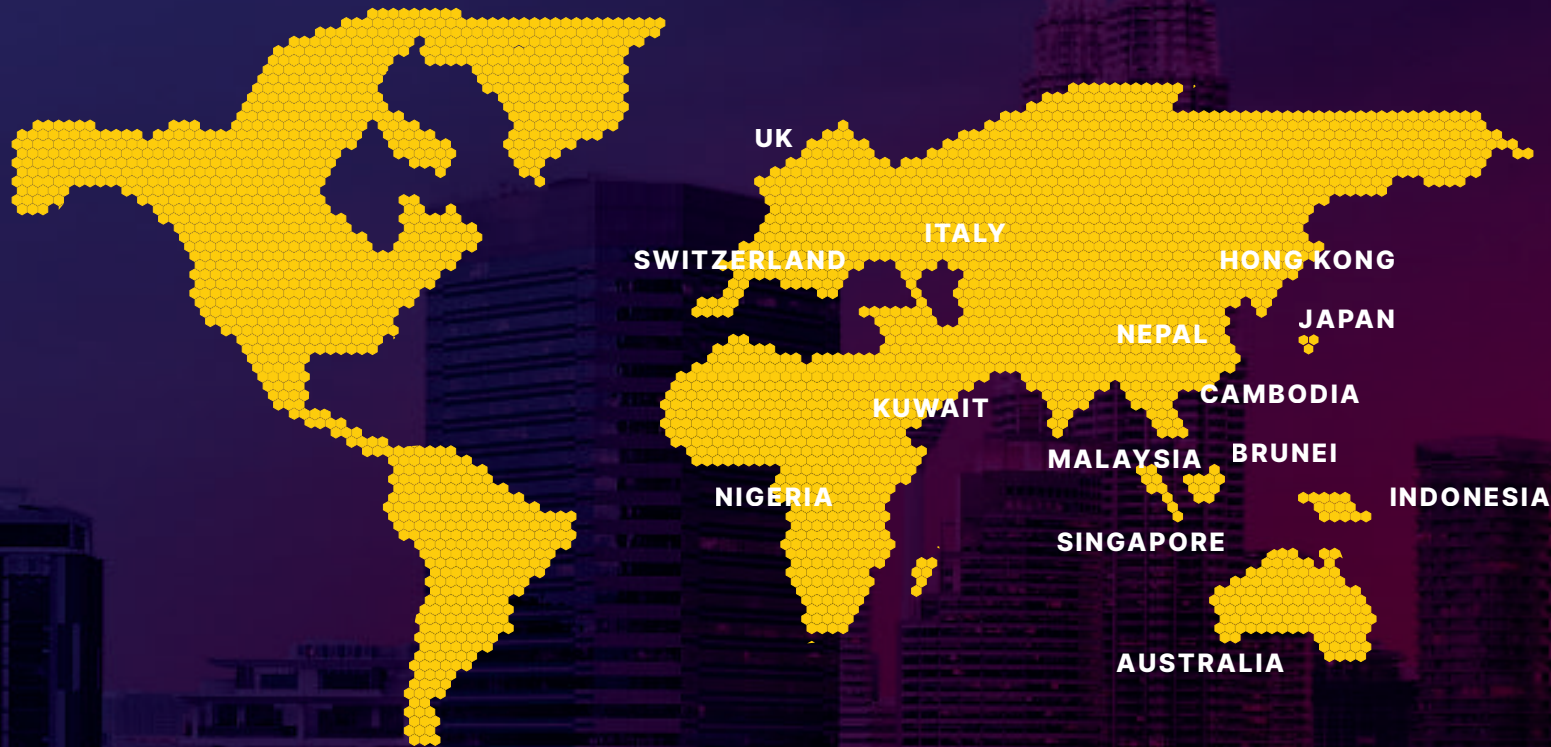 UK
ITALY
SWITZERLAND
HONG KONG
JAPAN
NEPAL
CAMBODIA
KUWAIT
BRUNEI
MALAYSIA
NIGERIA
INDONESIA
SINGAPORE
AUSTRALIA